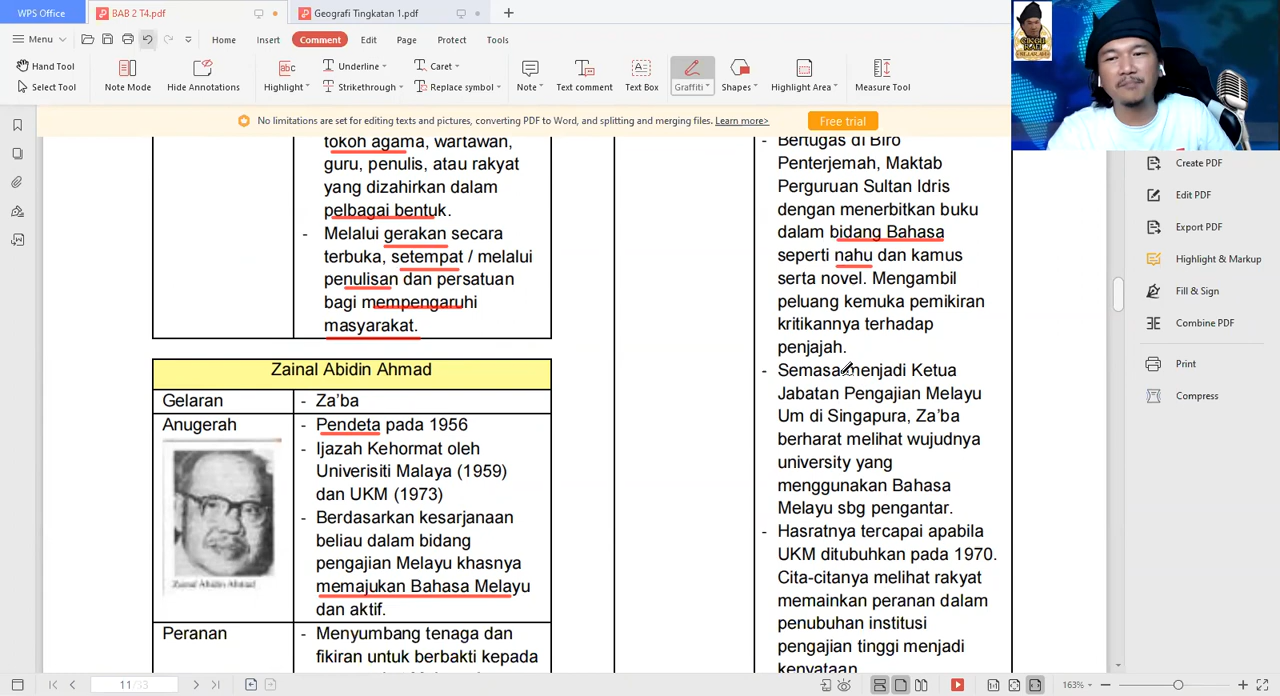 WPS Office
BAB 2 T4.pdf
Geografi Tingkatan 1.pdf
Menu
Home
Insert
Comment
Edit
Page
Protect
Tools
Hand Tool
Select Tool
Note Mode
Hide Annotations
Highlight
Underline
Strikethrough
Caret
Replace symbol
Note
Text comment
Text Box
Graffiti
Shapes
Highlight Area
Measure Tool
No limitations are set for editing texts and pictures, converting PDF to Word, and splitting and merging files. Learn more>
Free trial
tokoh agama, wartawan,
guru, penulis, atau rakyat
yang dizahirkan dalam
pelbagai bentuk.
- Melalui gerakan secara
terbuka, setempat / melalui
penulisan dan persatuan
bagi mempengaruhi
masyarakat.
Zainal Abidin Ahmad
Gelaran
- Za’ba
Anugerah
- Pendeta pada 1956
- Ijazah Kehormat oleh
Univerisiti Malaya (1959)
dan UKM (1973)
- Berdasarkan kesarjanaan
beliau dalam bidang
pengajian Melayu khasnya
memajukan Bahasa Melayu
dan aktif.
Zainal Abidin Ahmad
Peranan
- Menyumbang tenaga dan
fikiran untuk berbakti kepada
- Bertugas di Biro
Penterjemah, Maktab
Perguruan Sultan Idris
dengan menerbitkan buku
dalam bidang Bahasa
seperti nahu dan kamus
serta novel. Mengambil
peluang kemuka pemikiran
kritikannya terhadap
penjajah.
- Semasa menjadi Ketua
Jabatan Pengajian Melayu
Um di Singapura, Za’ba
berharat melihat wujudnya
university yang
menggunakan Bahasa
Melayu sbg pengantar.
- Hasratnya tercapai apabila
UKM ditubuhkan pada 1970.
Cita-citanya melihat rakyat
memainkan peranan dalam
penubuhan institusi
pengajian tinggi menjadi
kenyataan
Create PDF
Edit PDF
Export PDF
Highlight & Markup
Fill & Sign
Combine PDF
Print
Compress
11/33
163%